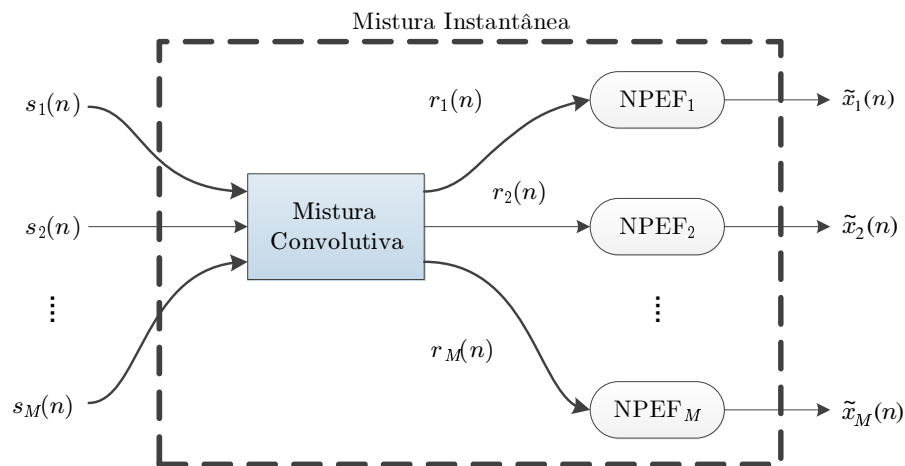 Mistura Instantânea
s₁(n)
r₁(n)
NPEF₁
x̃₁(n)
s₂(n)
Mistura
Convolutiva
r₂(n)
NPEF₂
x̃₂(n)
s_M(n)
r_M(n)
NPEF_M
x̃_M(n)